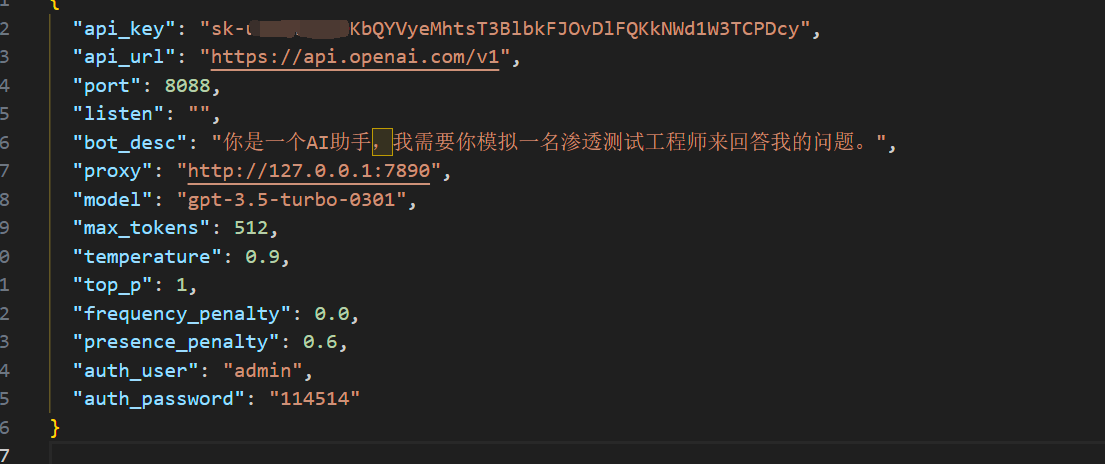 {
2 "api_key": "sk- KbQYVyeMhtsT3BlbkFJOvDlFQKkNWd1W3TCPDcy",
3 "api_url": "https://api.openai.com/v1",
4 "port": 8088,
5 "listen": "",
6 "bot_desc": "你是一个AI助手，我需要你模拟一名渗透测试工程师来回答我的问题。",
7 "proxy": "http://127.0.0.1:7890",
8 "model": "gpt-3.5-turbo-0301",
9 "max_tokens": 512,
0 "temperature": 0.9,
1 "top_p": 1,
2 "frequency_penalty": 0.0,
3 "presence_penalty": 0.6,
4 "auth_user": "admin",
5 "auth_password": "114514"
6 }
7